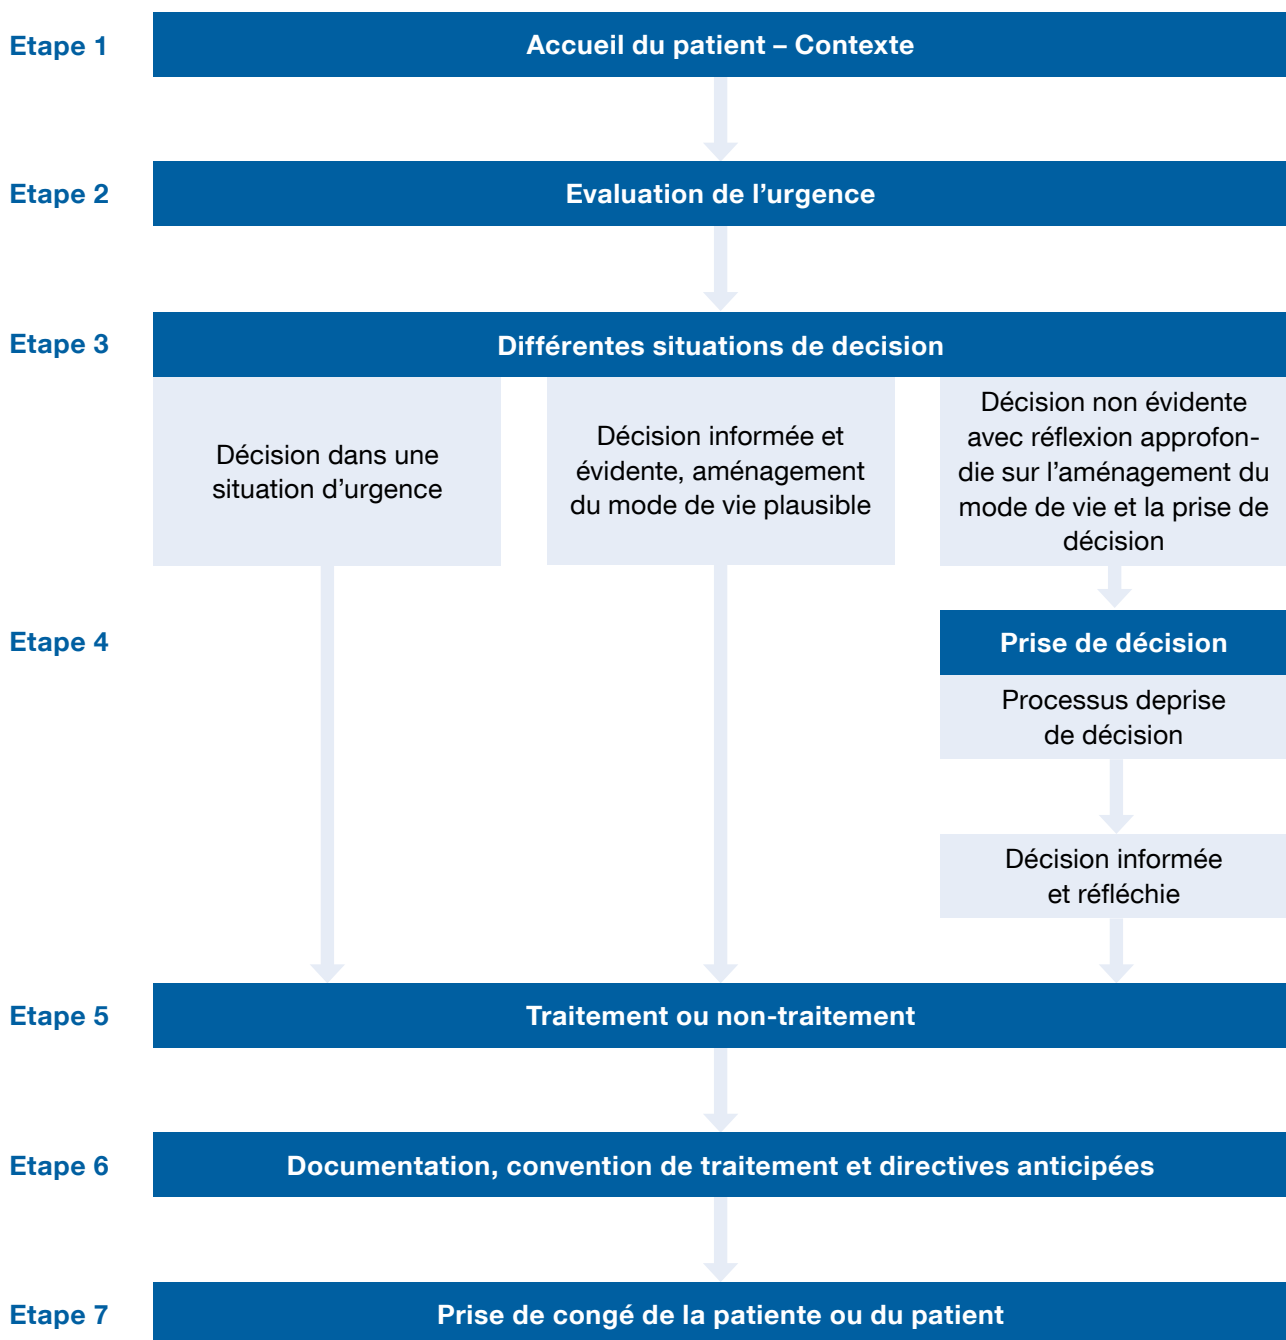 Etape 1
Accueil du patient – Contexte
Etape 2
Evaluation de l’urgence
Etape 3
Différentes situations de decision
Décision dans une
situation d’urgence
Décision informée et
évidente, aménagement
du mode de vie plausible
Décision non évidente
avec réflexion approfon-
die sur l’aménagement du
mode de vie et la prise de
décision
Etape 4
Prise de décision
Processus deprise
de décision
Décision informée
et réfléchie
Etape 5
Traitement ou non-traitement
Etape 6
Documentation, convention de traitement et directives anticipées
Etape 7
Prise de congé de la patiente ou du patient